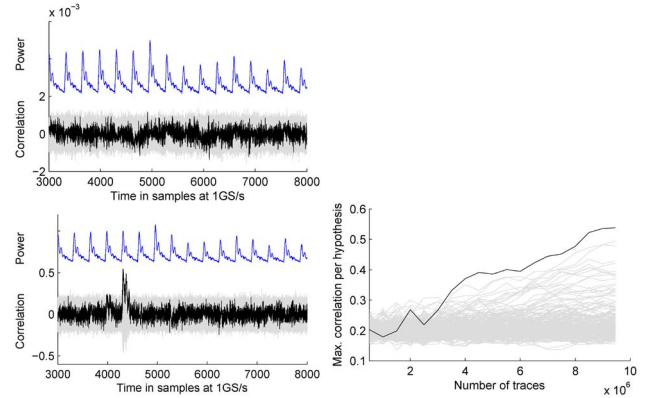 x 10⁻³
Power
2
Correlation
0
−2
3000 4000 5000 6000 7000 8000
Time in samples at 1GS/s
Power
0.5
Correlation
0
−0.5
3000 4000 5000 6000 7000 8000
Time in samples at 1GS/s
0.6
0.5
0.4
0.3
0.2
0.1
Max. correlation per hypothesis
2 4 6 8 10
x 10⁶
Number of traces